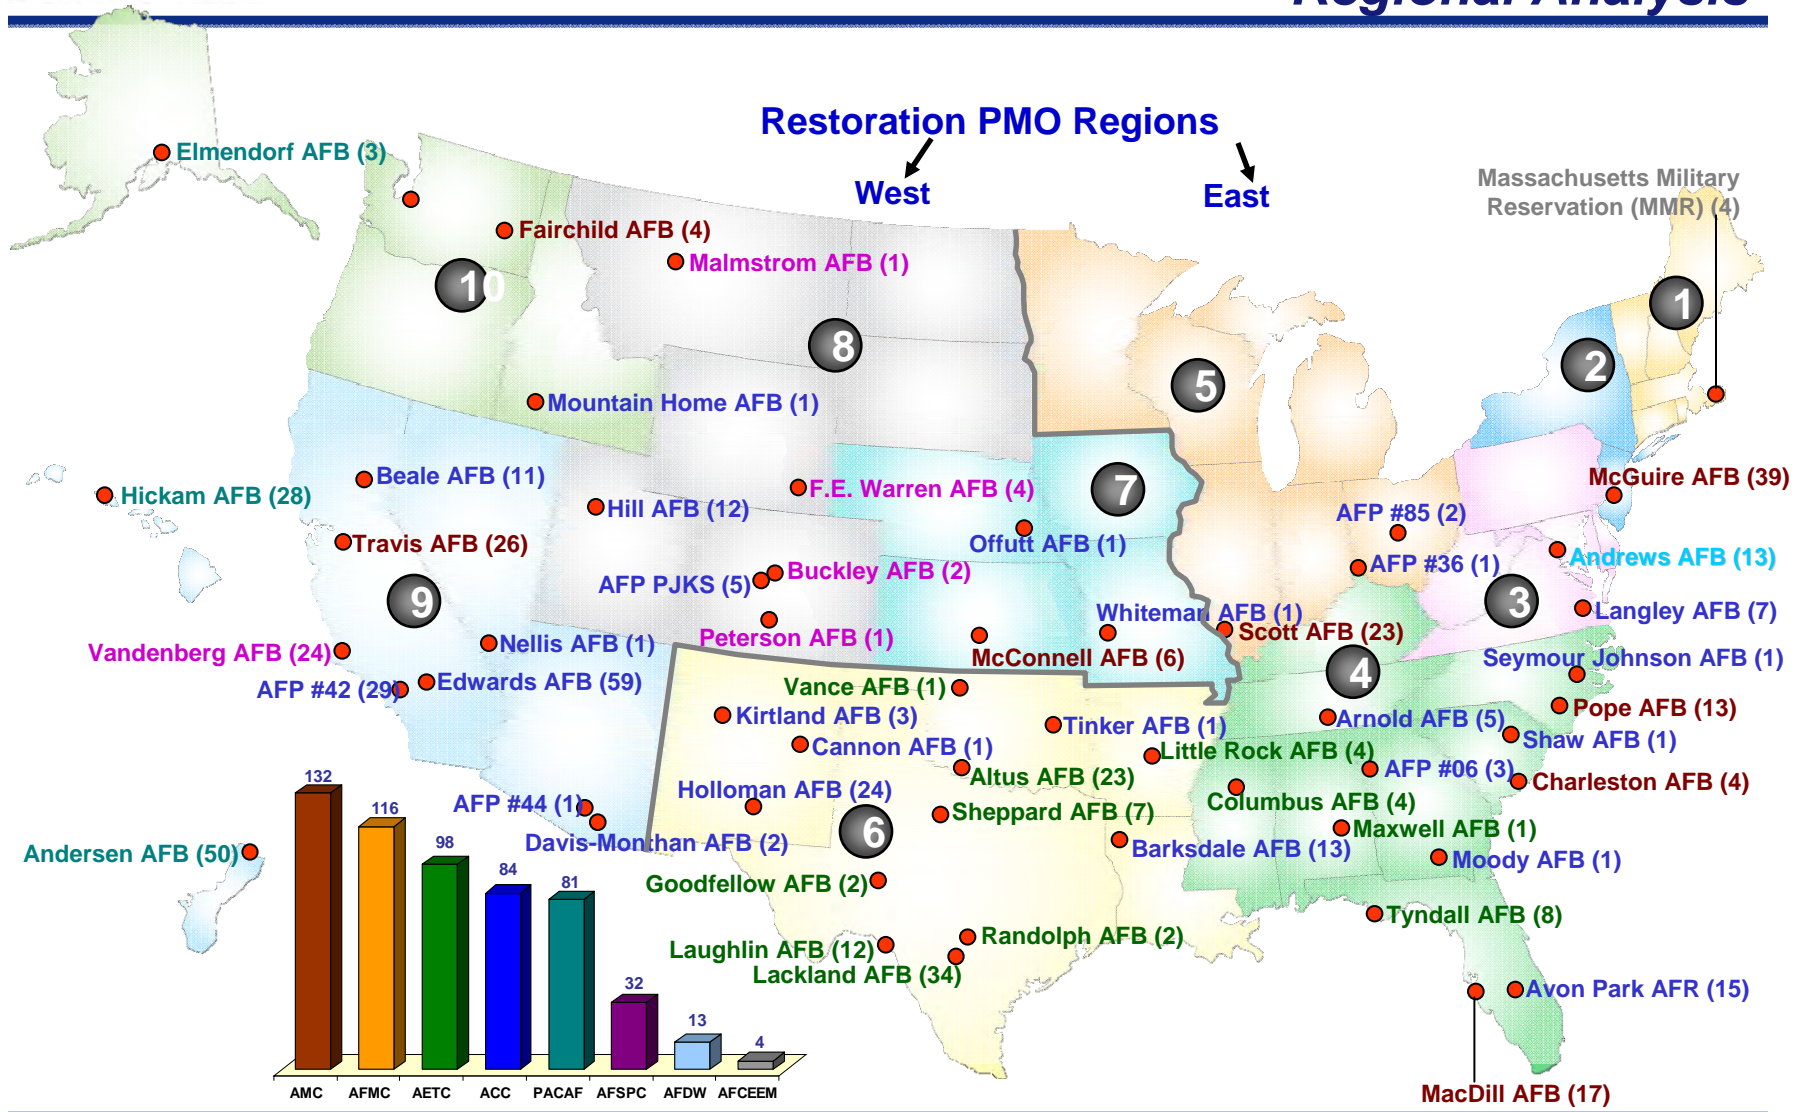 Regional Analysis
Restoration PMO Regions
West
East
Massachusetts Military
Reservation (MMR) (4)
Elmendorf AFB (3)
Fairchild AFB (4)
Malmstrom AFB (1)
10
8
5
1
2
Mountain Home AFB (1)
Beale AFB (11)
Hickam AFB (28)
Hill AFB (12)
F.E. Warren AFB (4)
7
McGuire AFB (39)
AFP #85 (2)
Travis AFB (26)
Offutt AFB (1)
Andrews AFB (13)
AFP #36 (1)
Buckley AFB (2)
AFP PJKS (5)
9
3
Whiteman AFB (1)
Langley AFB (7)
Peterson AFB (1)
Scott AFB (23)
Nellis AFB (1)
Vandenberg AFB (24)
McConnell AFB (6)
Seymour Johnson AFB (1)
4
AFP #42 (29)
Edwards AFB (59)
Vance AFB (1)
Kirtland AFB (3)
Pope AFB (13)
Tinker AFB (1)
Arnold AFB (5)
Cannon AFB (1)
Shaw AFB (1)
Little Rock AFB (4)
Altus AFB (23)
AFP #06 (3)
Charleston AFB (4)
Holloman AFB (24)
Columbus AFB (4)
AFP #44 (1)
Sheppard AFB (7)
6
Maxwell AFB (1)
Davis-Monthan AFB (2)
Barksdale AFB (13)
Moody AFB (1)
Andersen AFB (50)
Goodfellow AFB (2)
Tyndall AFB (8)
Randolph AFB (2)
Laughlin AFB (12)
Lackland AFB (34)
Avon Park AFR (15)
MacDill AFB (17)
132
116
98
84
81
32
13
4
AMC AFMC AETC ACC PACAF AFSPC AFDW AFCEEM